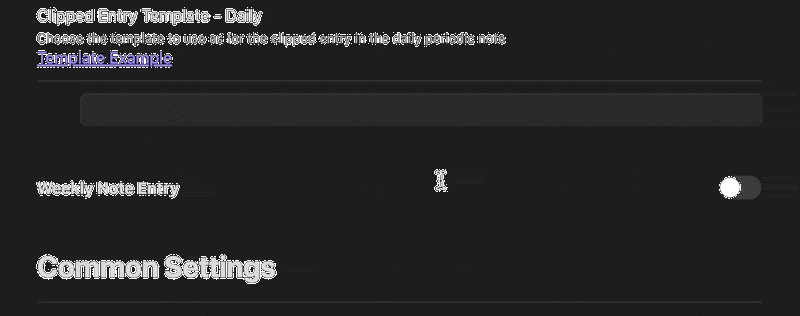 Clipped Entry Template - Daily
Choose the template to use as for the clipped entry in the daily periodic note
Template Example
Weekly Note Entry
Common Settings